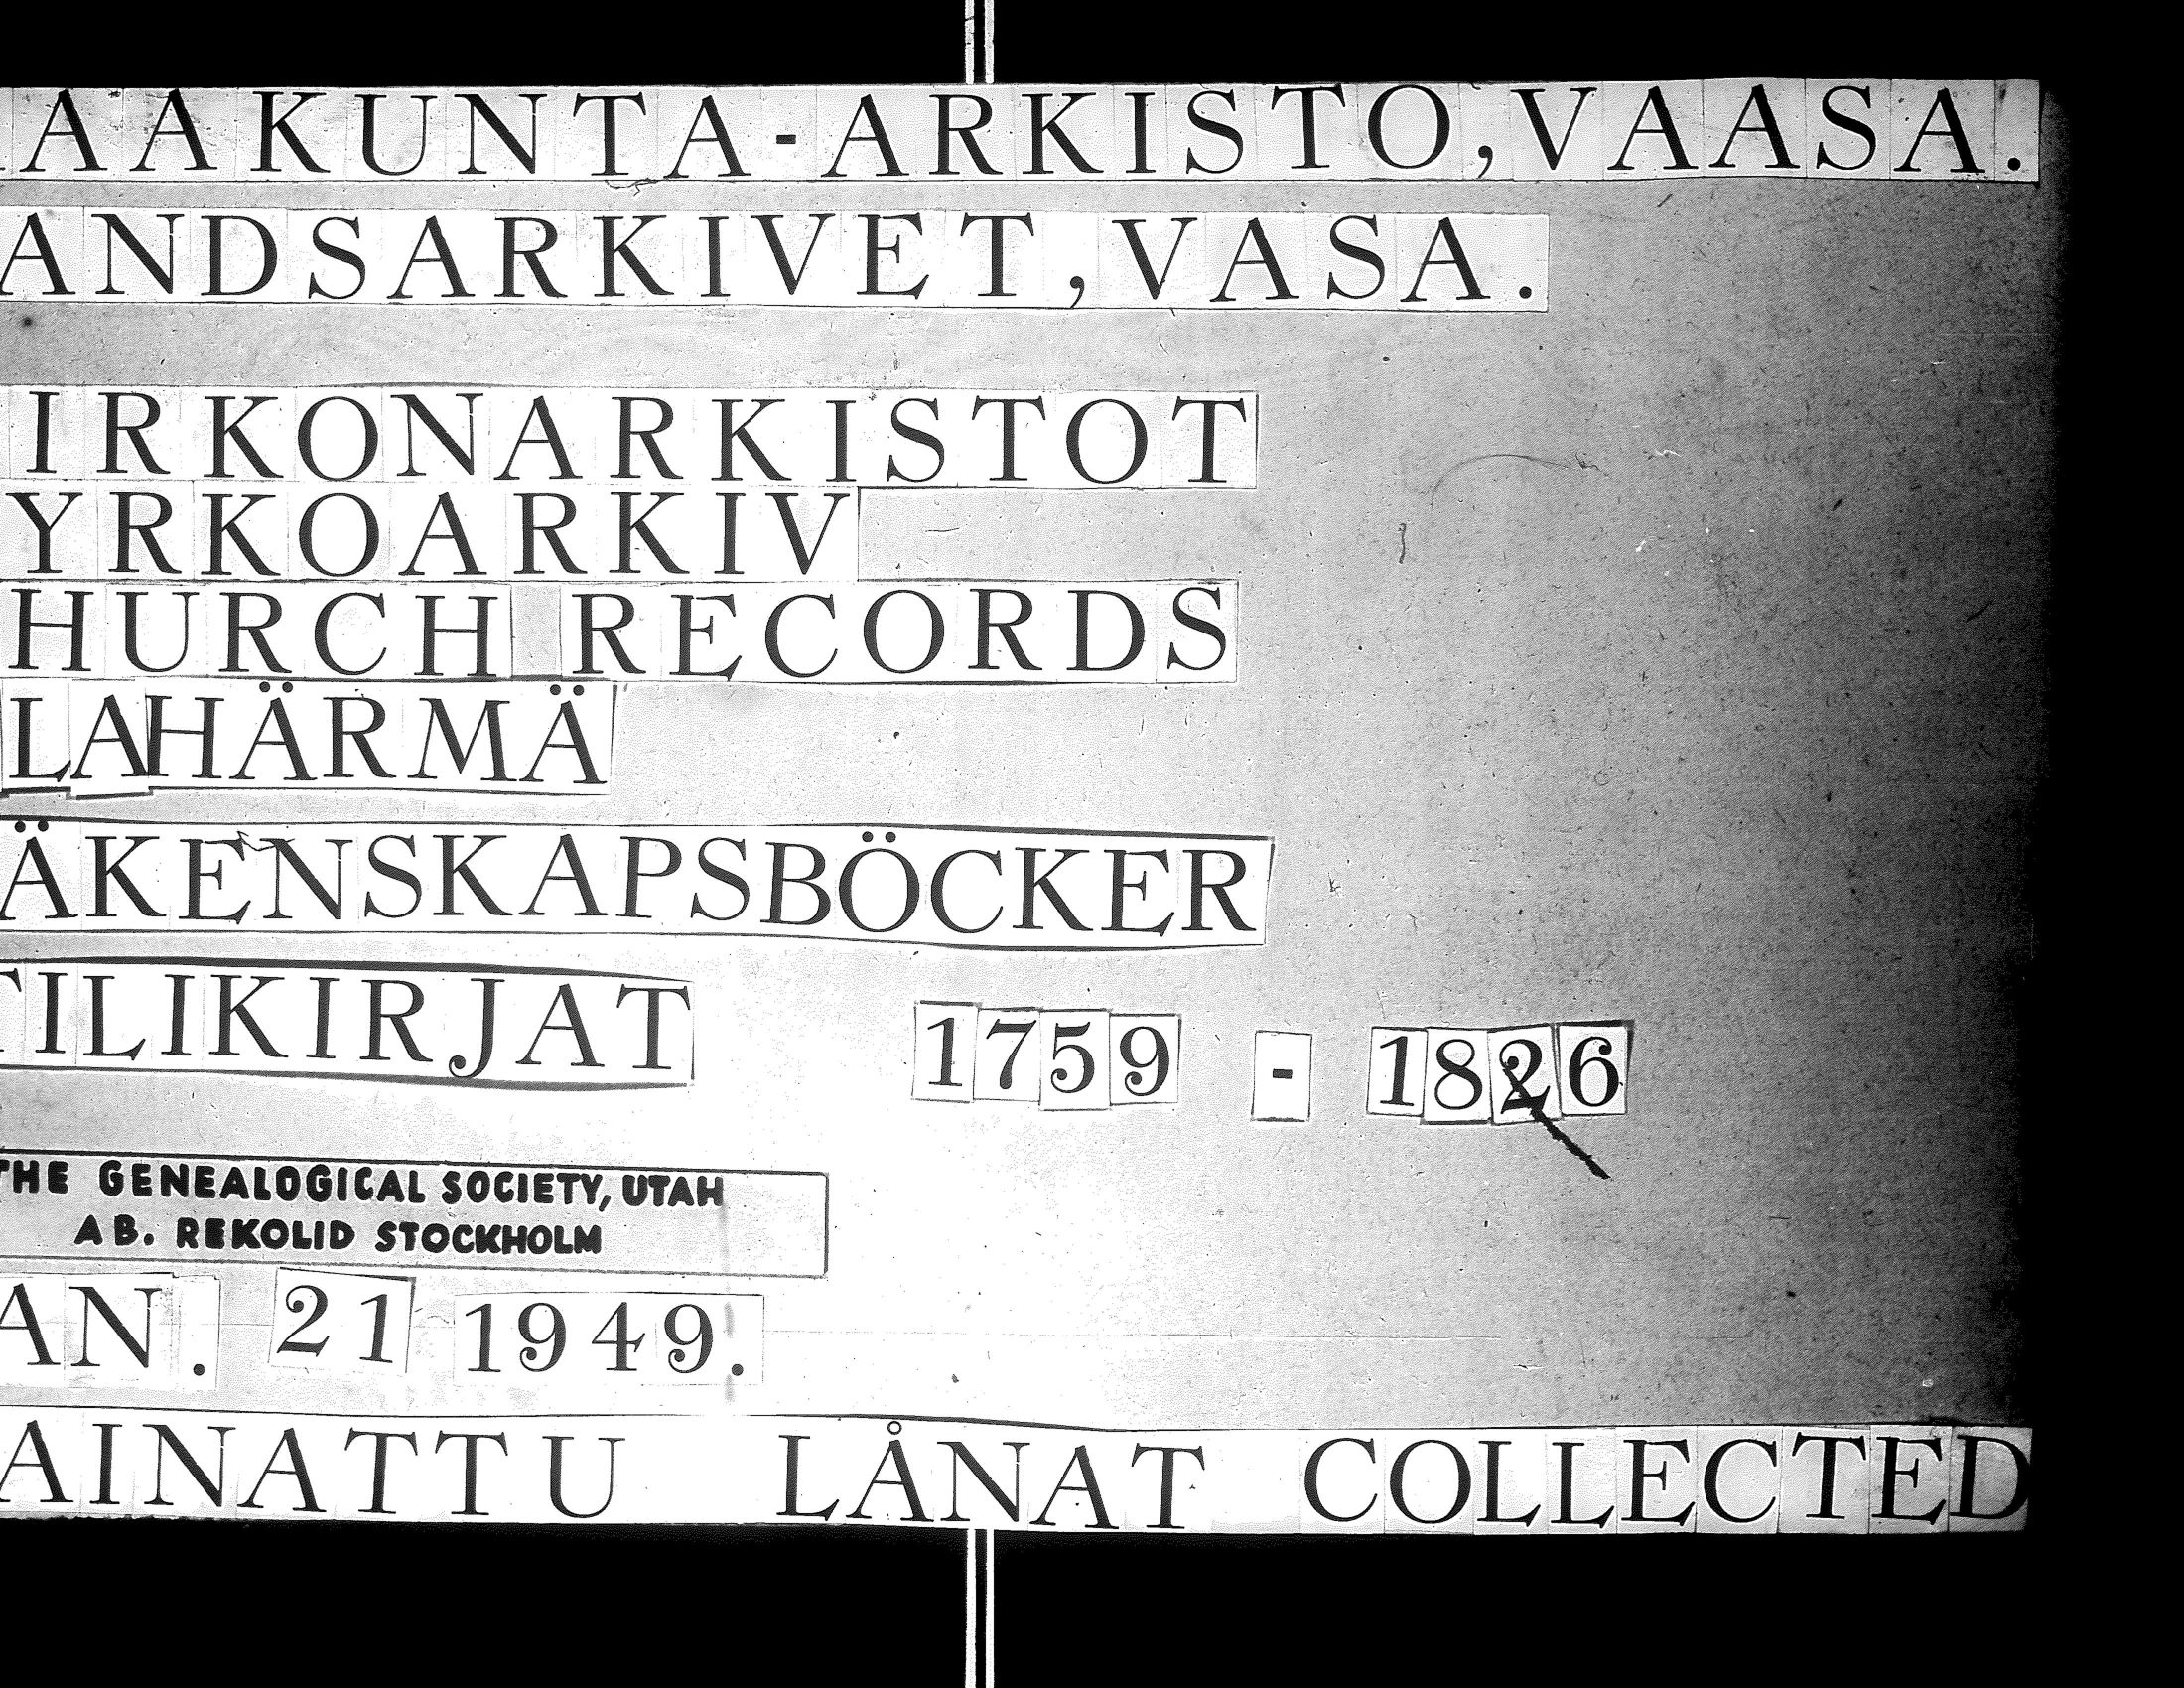 AAKUNTA-ARKISTO, VAASA.
ANDSARKIVET, VASA.
IRKONARKISTOT
YRKOARKIV
HURCH RECORDS
LAHÄRMÄ
ÄKENSKAPSBÖCKER
TILIKIRJAT 1759 - 1826
THE GENEALOGICAL SOCIETY, UTAH
AB. REKOLID STOCKHOLM
AN. 21 1949.
AINATTU LÅNAT COLLECTED